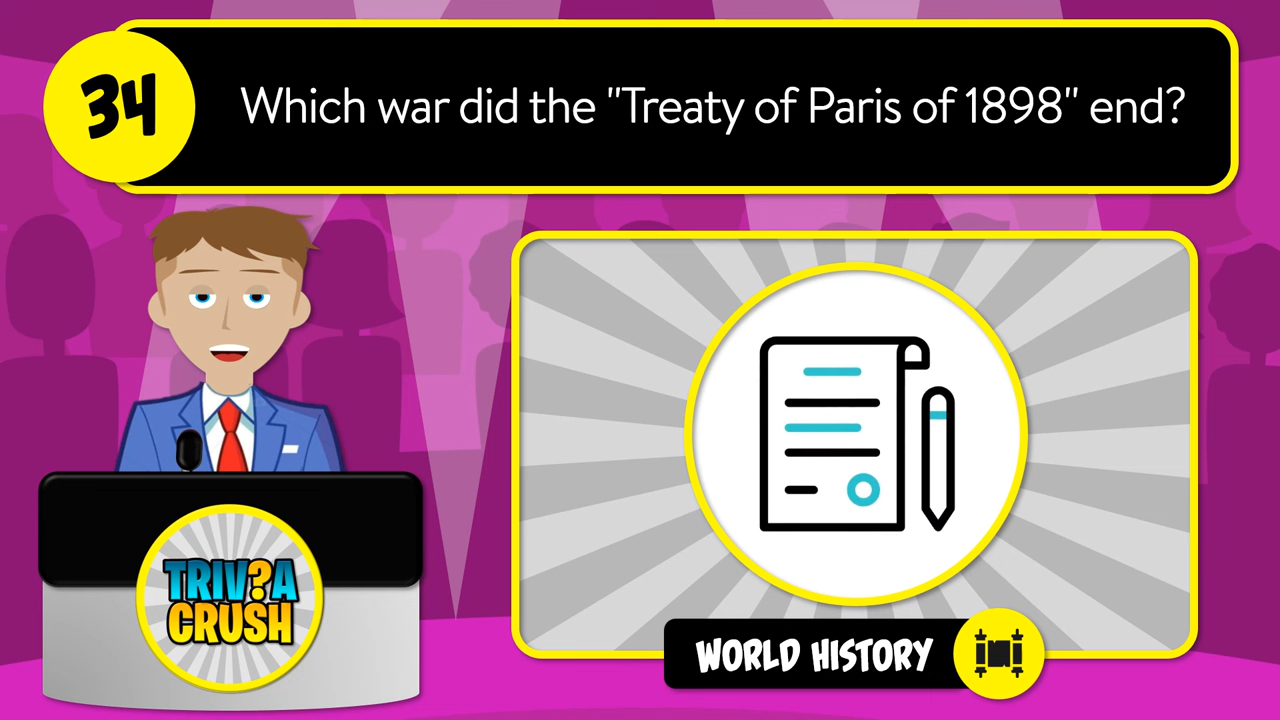 34
Which war did the "Treaty of Paris of 1898" end?
TRIV?A
CRUSH
WORLD HISTORY